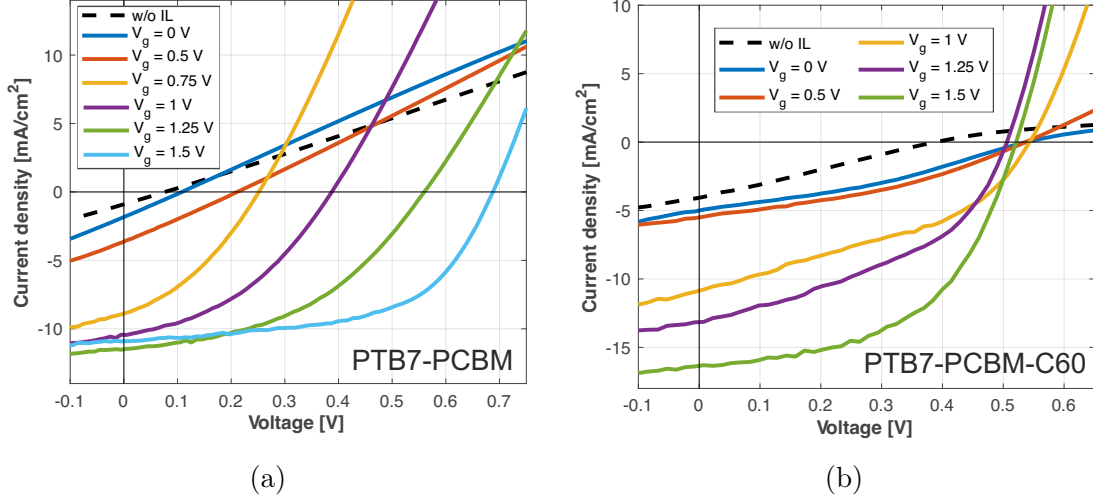 w/o IL
V_g = 0 V
V_g = 0.5 V
V_g = 0.75 V
V_g = 1 V
V_g = 1.25 V
V_g = 1.5 V
10
5
0
-5
-10
Current density [mA/cm²]
-0.1 0 0.1 0.2 0.3 0.4 0.5 0.6 0.7
Voltage [V]
PTB7-PCBM
(a)
w/o IL
V_g = 0 V
V_g = 0.5 V
V_g = 1 V
V_g = 1.25 V
V_g = 1.5 V
10
5
0
-5
-10
-15
Current density [mA/cm²]
-0.1 0 0.1 0.2 0.3 0.4 0.5 0.6
Voltage [V]
PTB7-PCBM-C60
(b)